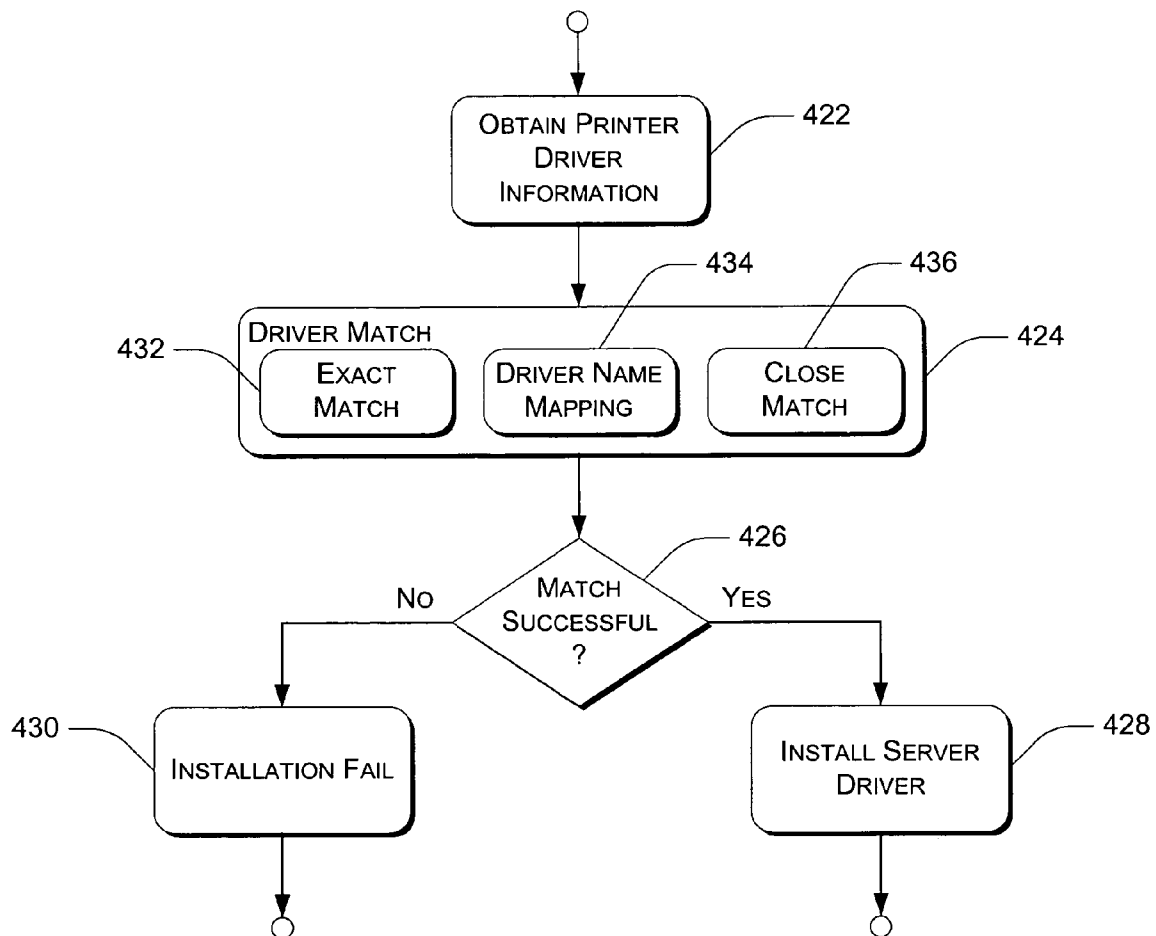 OBTAIN PRINTER
DRIVER
INFORMATION
422
434
436
DRIVER MATCH
432
424
EXACT
MATCH
DRIVER NAME
MAPPING
CLOSE
MATCH
426
NO
MATCH
SUCCESSFUL
?
YES
430
INSTALLATION FAIL
INSTALL SERVER
DRIVER
428